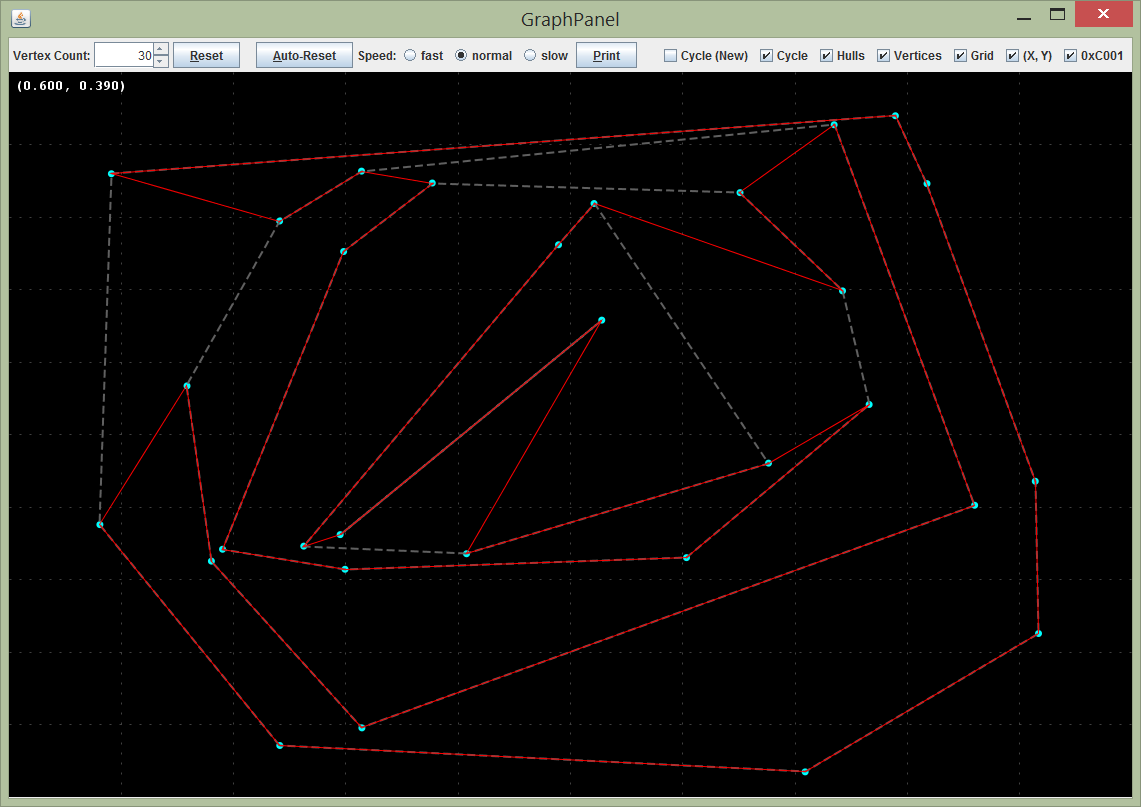 GraphPanel
Vertex Count: 30 Reset Auto-Reset Speed: fast normal slow Print Cycle (New) Cycle Hulls Vertices Grid (X, Y) 0xC001
(0.600, 0.390)